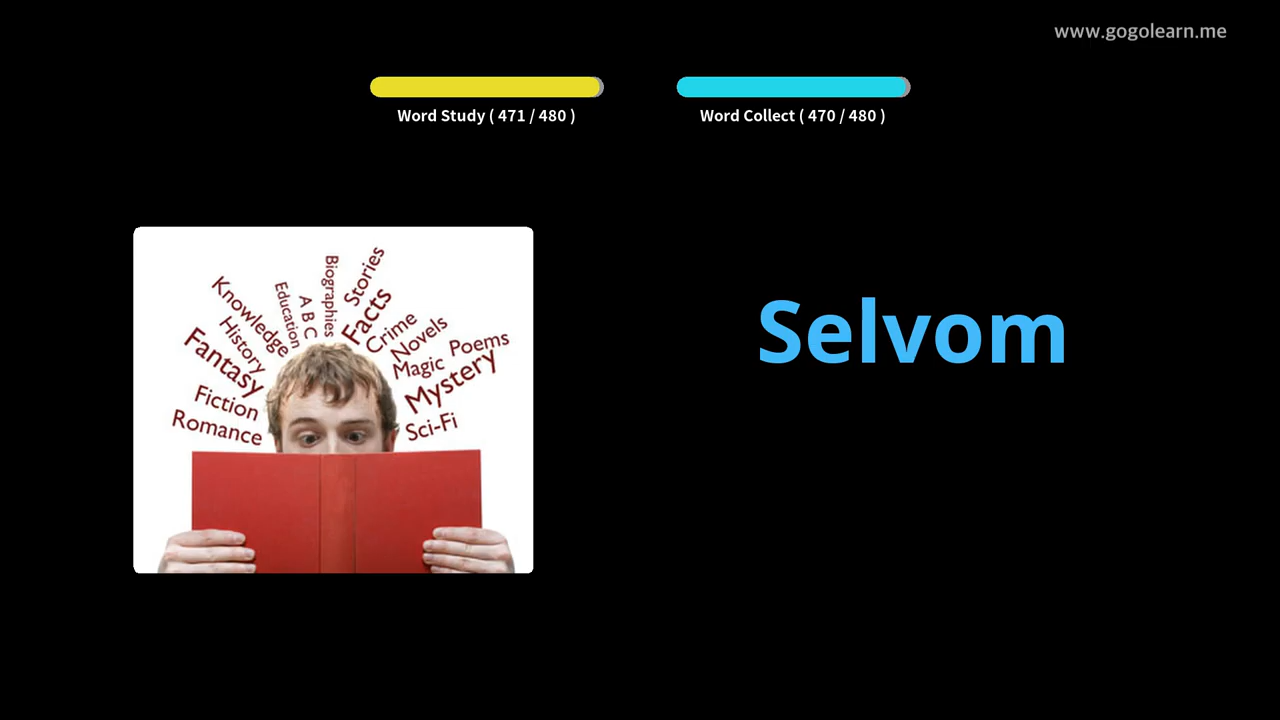 www.gogolearn.me
Word Study ( 471 / 480 )
Word Collect ( 470 / 480 )
Selvom
Biographies
Stories
Knowledge
Education
A B C
Facts
History
Crime
Novels
Fantasy
Poems
Magic
Mystery
Fiction
Romance
Sci-Fi